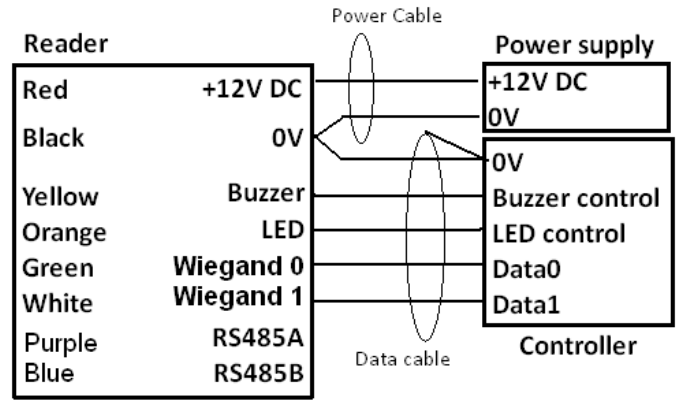 Power Cable
Reader
Power supply
Red +12V DC
+12V DC
Black 0V
0V
0V
Yellow Buzzer
Buzzer control
Orange LED
LED control
Green Wiegand 0
Data0
White Wiegand 1
Data1
Purple RS485A
Blue RS485B
Data cable
Controller